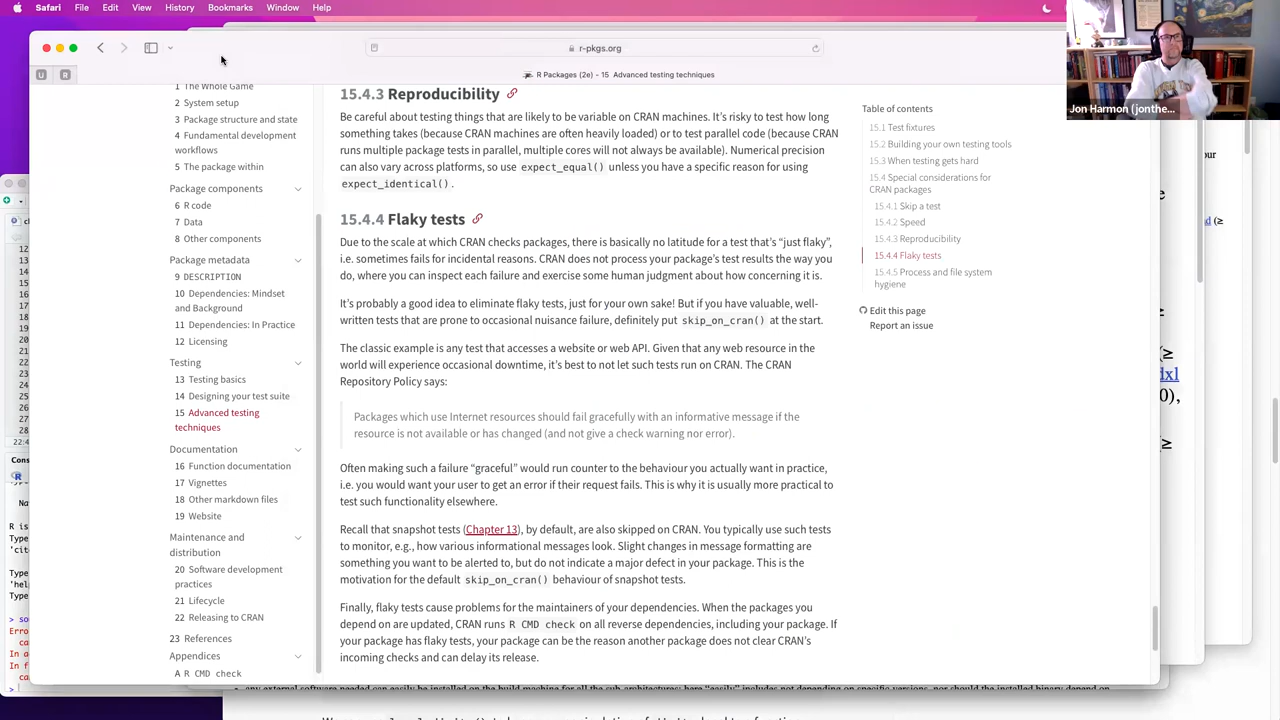 Safari File Edit View History Bookmarks Window Help
r-pkgs.org
U R R Packages (2e) - 15 Advanced testing techniques
Jon Harmon (jonthe...
1 The Whole Game
2 System setup
3 Package structure and state
4 Fundamental development
workflows
5 The package within
Package components
6 R code
7 Data
8 Other components
Package metadata
9 DESCRIPTION
10 Dependencies: Mindset
and Background
11 Dependencies: In Practice
12 Licensing
Testing
13 Testing basics
14 Designing your test suite
15 Advanced testing
techniques
Documentation
16 Function documentation
17 Vignettes
18 Other markdown files
19 Website
Maintenance and
distribution
20 Software development
practices
21 Lifecycle
22 Releasing to CRAN
23 References
Appendices
A R CMD check
15.4.3 Reproducibility
Be careful about testing things that are likely to be variable on CRAN machines. It’s risky to test how long
something takes (because CRAN machines are often heavily loaded) or to test parallel code (because CRAN
runs multiple package tests in parallel, multiple cores will not always be available). Numerical precision
can also vary across platforms, so use expect_equal() unless you have a specific reason for using
expect_identical().
15.4.4 Flaky tests
Due to the scale at which CRAN checks packages, there is basically no latitude for a test that’s “just flaky”,
i.e. sometimes fails for incidental reasons. CRAN does not process your package’s test results the way you
do, where you can inspect each failure and exercise some human judgment about how concerning it is.
It’s probably a good idea to eliminate flaky tests, just for your own sake! But if you have valuable, well-
written tests that are prone to occasional nuisance failure, definitely put skip_on_cran() at the start.
The classic example is any test that accesses a website or web API. Given that any web resource in the
world will experience occasional downtime, it’s best to not let such tests run on CRAN. The CRAN
Repository Policy says:
Packages which use Internet resources should fail gracefully with an informative message if the
resource is not available or has changed (and not give a check warning nor error).
Often making such a failure “graceful” would run counter to the behaviour you actually want in practice,
i.e. you would want your user to get an error if their request fails. This is why it is usually more practical to
test such functionality elsewhere.
Recall that snapshot tests (Chapter 13), by default, are also skipped on CRAN. You typically use such tests
to monitor, e.g., how various informational messages look. Slight changes in message formatting are
something you want to be alerted to, but do not indicate a major defect in your package. This is the
motivation for the default skip_on_cran() behaviour of snapshot tests.
Finally, flaky tests cause problems for the maintainers of your dependencies. When the packages you
depend on are updated, CRAN runs R CMD check on all reverse dependencies, including your package. If
your package has flaky tests, your package can be the reason another package does not clear CRAN’s
incoming checks and can delay its release.
Table of contents
15.1 Test fixtures
15.2 Building your own testing tools
15.3 When testing gets hard
15.4 Special considerations for
CRAN packages
15.4.1 Skip a test
15.4.2 Speed
15.4.3 Reproducibility
15.4.4 Flaky tests
15.4.5 Process and file system
hygiene
Edit this page
Report an issue